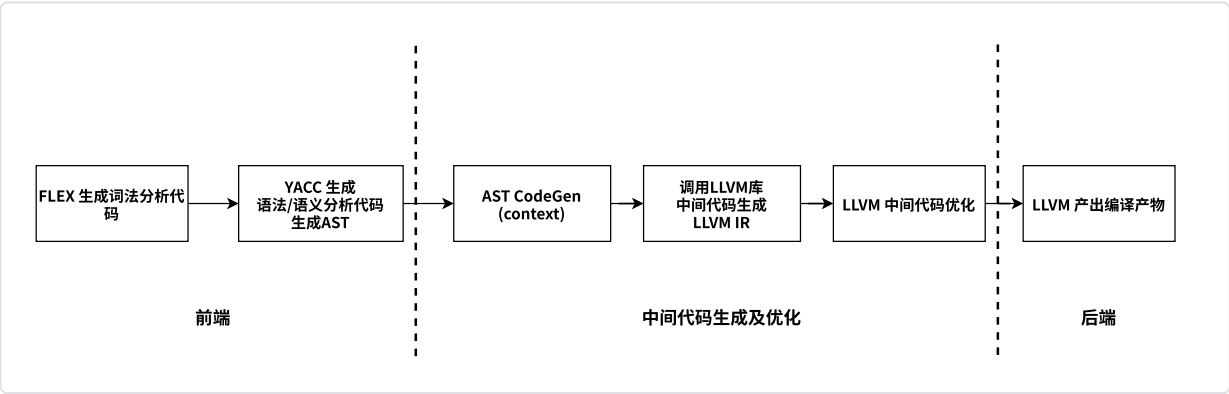 FLEX 生成词法分析代
码
YACC 生成
语法/语义分析代码
生成AST
AST CodeGen
(context)
调用LLVM库
中间代码生成
LLVM IR
LLVM 中间代码优化
LLVM 产出编译产物
前端
中间代码生成及优化
后端